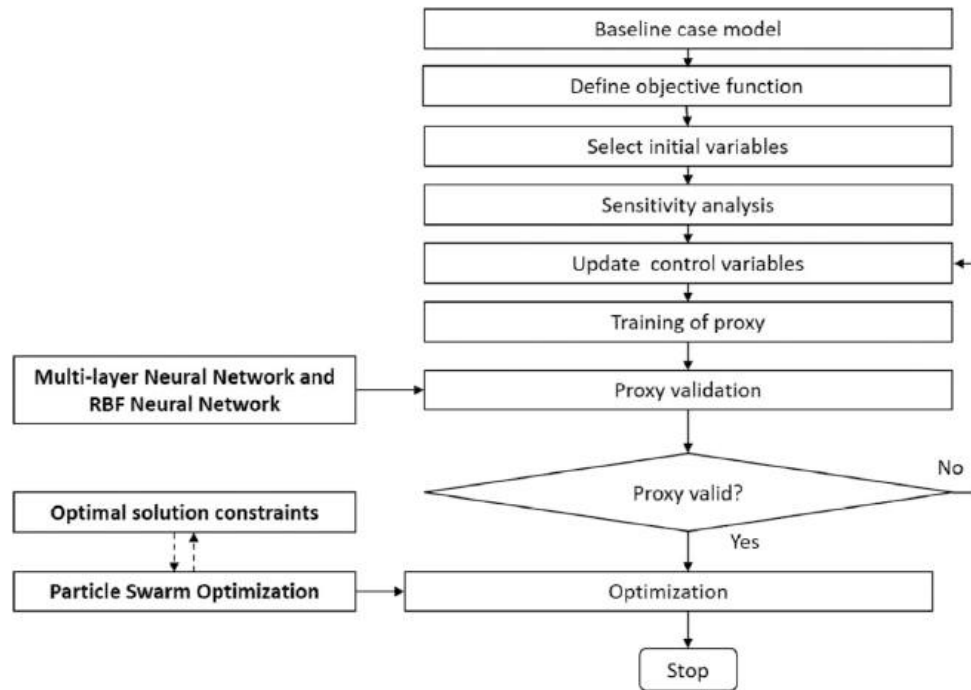 Baseline case model
Define objective function
Select initial variables
Sensitivity analysis
Update control variables
Training of proxy
Multi-layer Neural Network and
RBF Neural Network
Proxy validation
No
Proxy valid?
Optimal solution constraints
Yes
Particle Swarm Optimization
Optimization
Stop